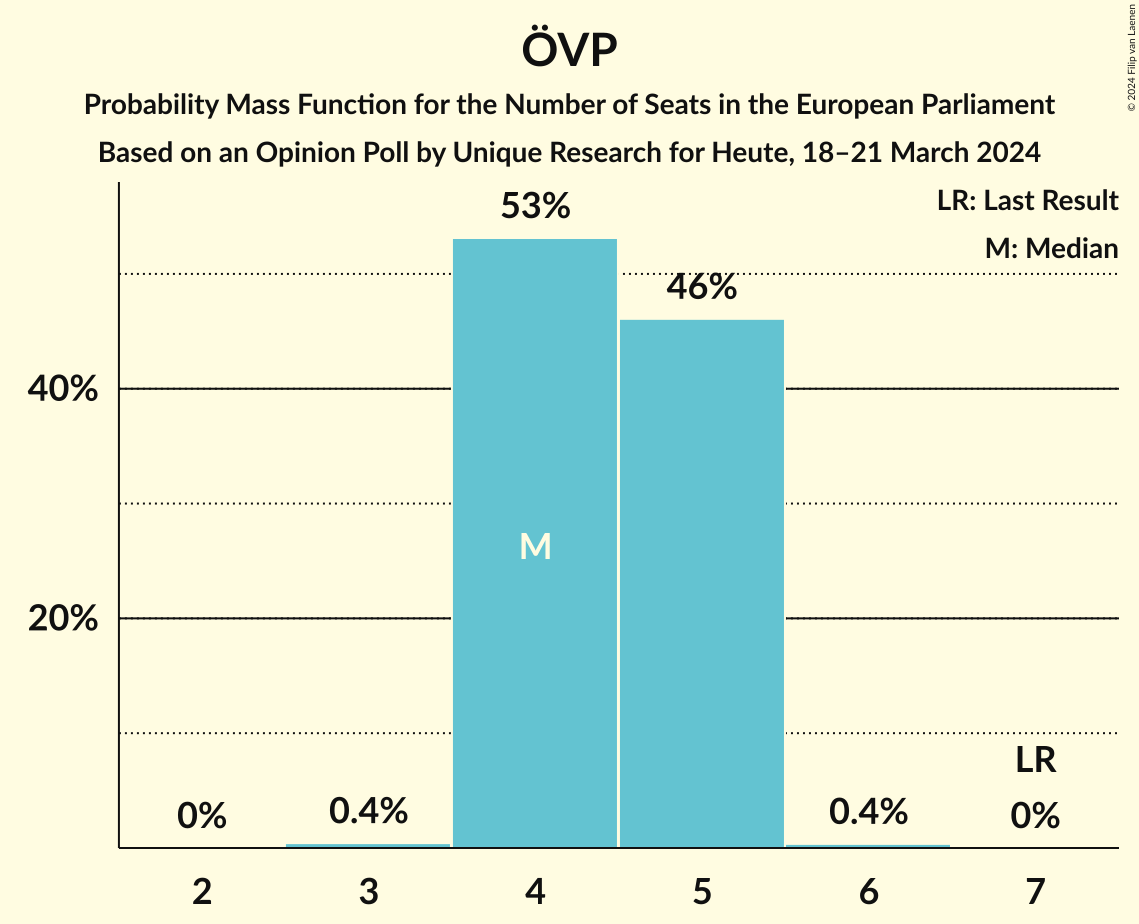 ÖVP
Probability Mass Function for the Number of Seats in the European Parliament
Based on an Opinion Poll by Unique Research for Heute, 18–21 March 2024
© 2024 Filip van Laenen
LR: Last Result
M: Median
53%
46%
40%
M
20%
LR
0%
0.4%
0.4%
0%
2
3
4
5
6
7